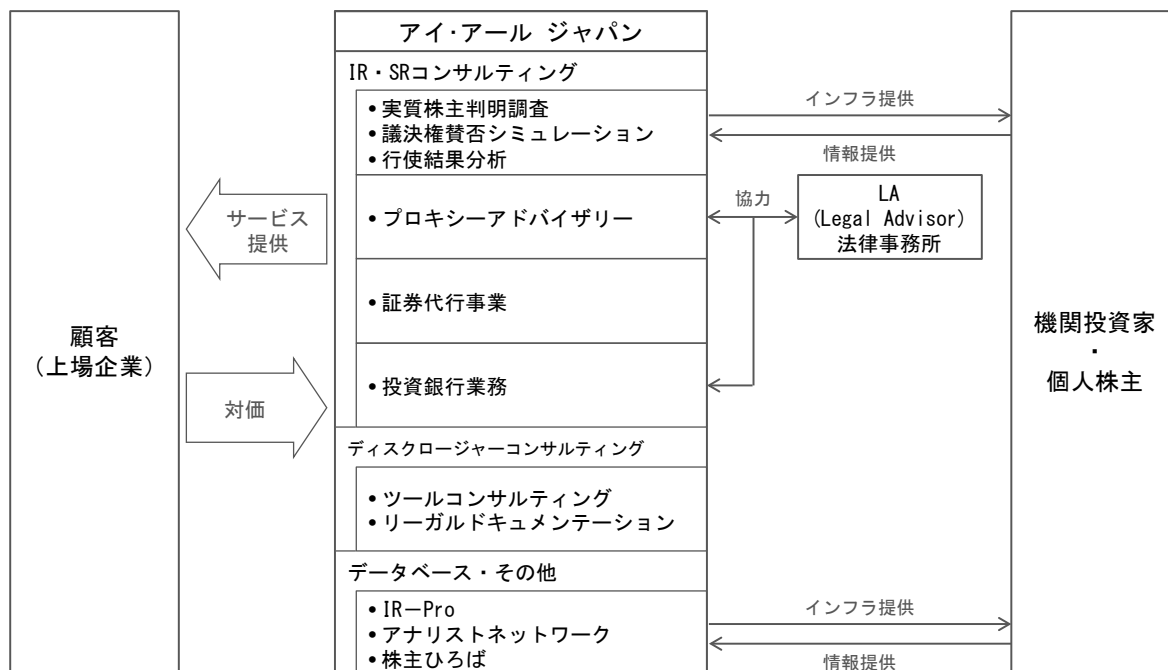 アイ・アール ジャパン
IR・SRコンサルティング
•実質株主判明調査
•議決権賛否シミュレーション
•行使結果分析
•プロキシーアドバイザリー
•証券代行事業
•投資銀行業務
ディスクロージャーコンサルティング
•ツールコンサルティング
•リーガルドキュメンテーション
データベース・その他
•IR－Pro
•アナリストネットワーク
•株主ひろば
顧客
(上場企業)
サービス
提供
対価
インフラ提供
情報提供
協力
LA
(Legal Advisor)
法律事務所
機関投資家
・
個人株主
インフラ提供
情報提供